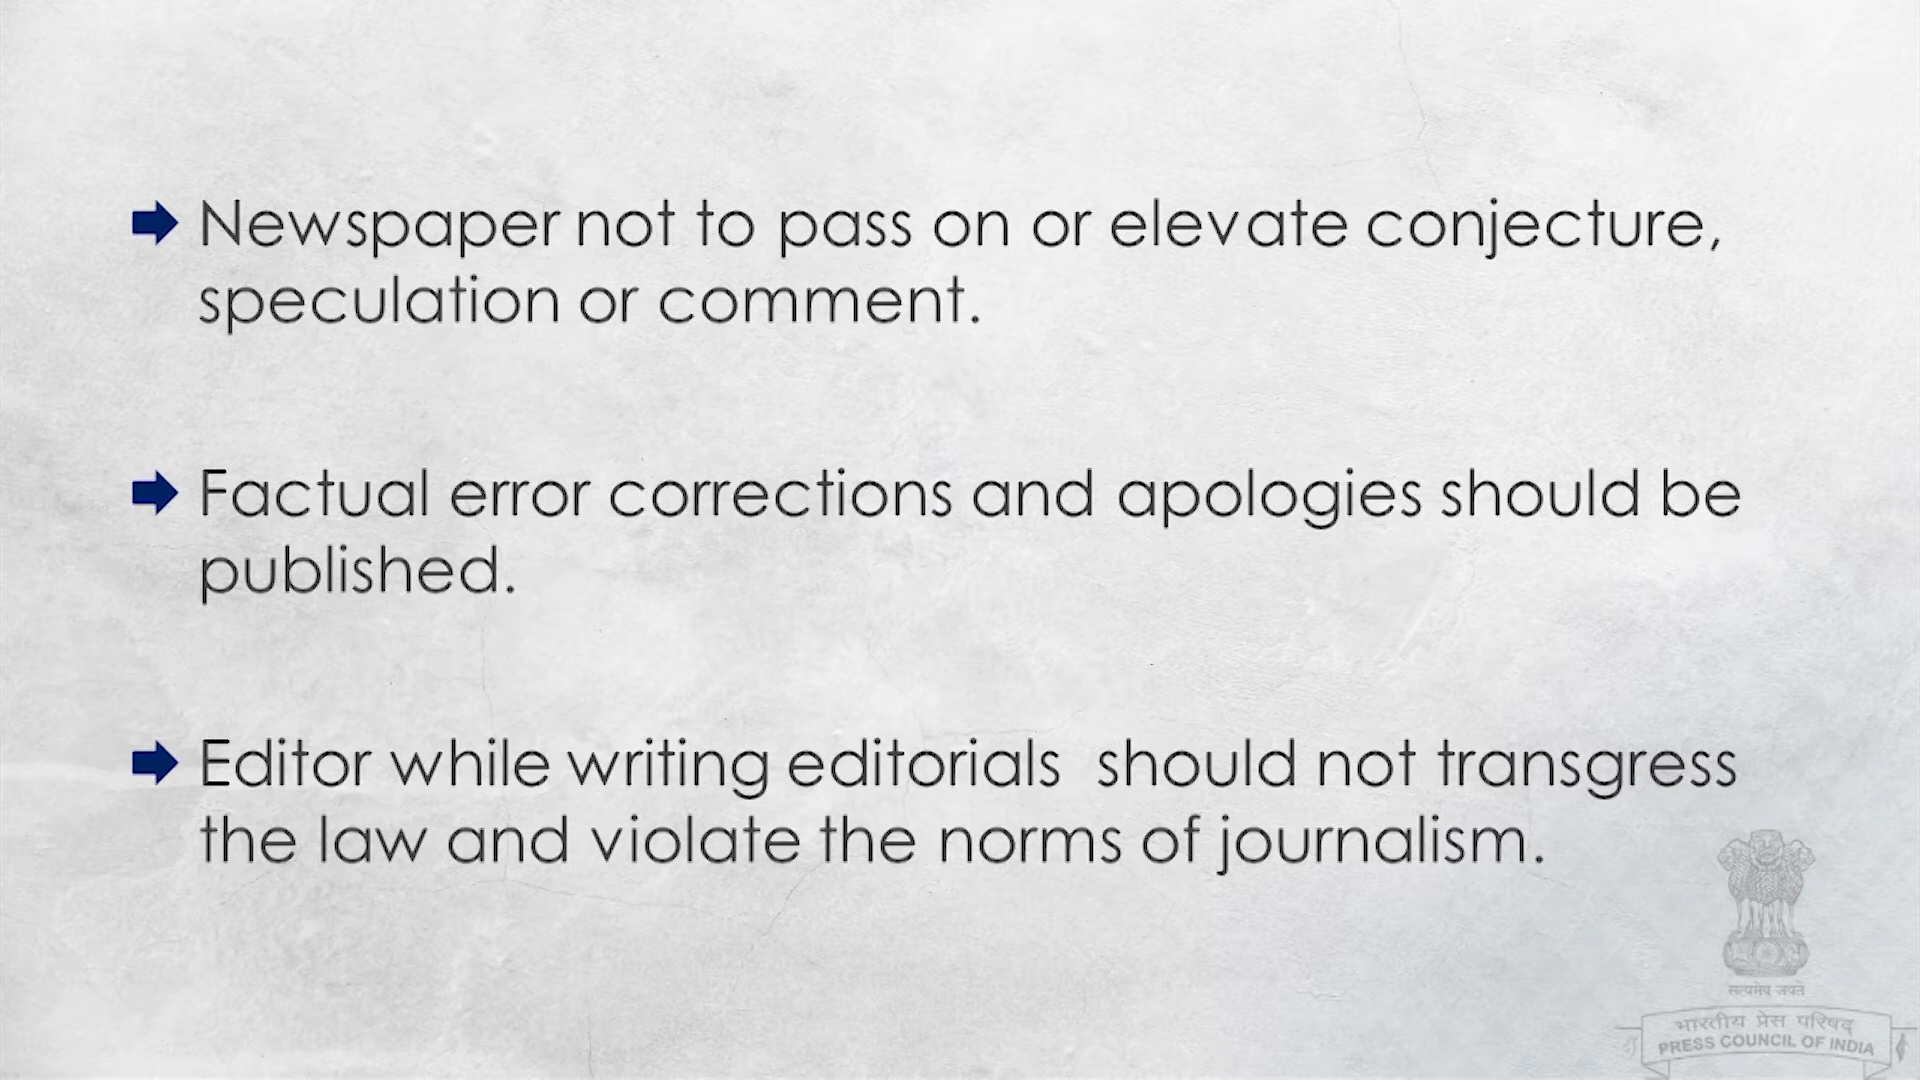 Newspaper not to pass on or elevate conjecture,
speculation or comment.
Factual error corrections and apologies should be
published.
Editor while writing editorials  should not transgress
the law and violate the norms of journalism.
सत्यमेव जयते
भारतीय प्रेस परिषद्
PRESS COUNCIL OF INDIA